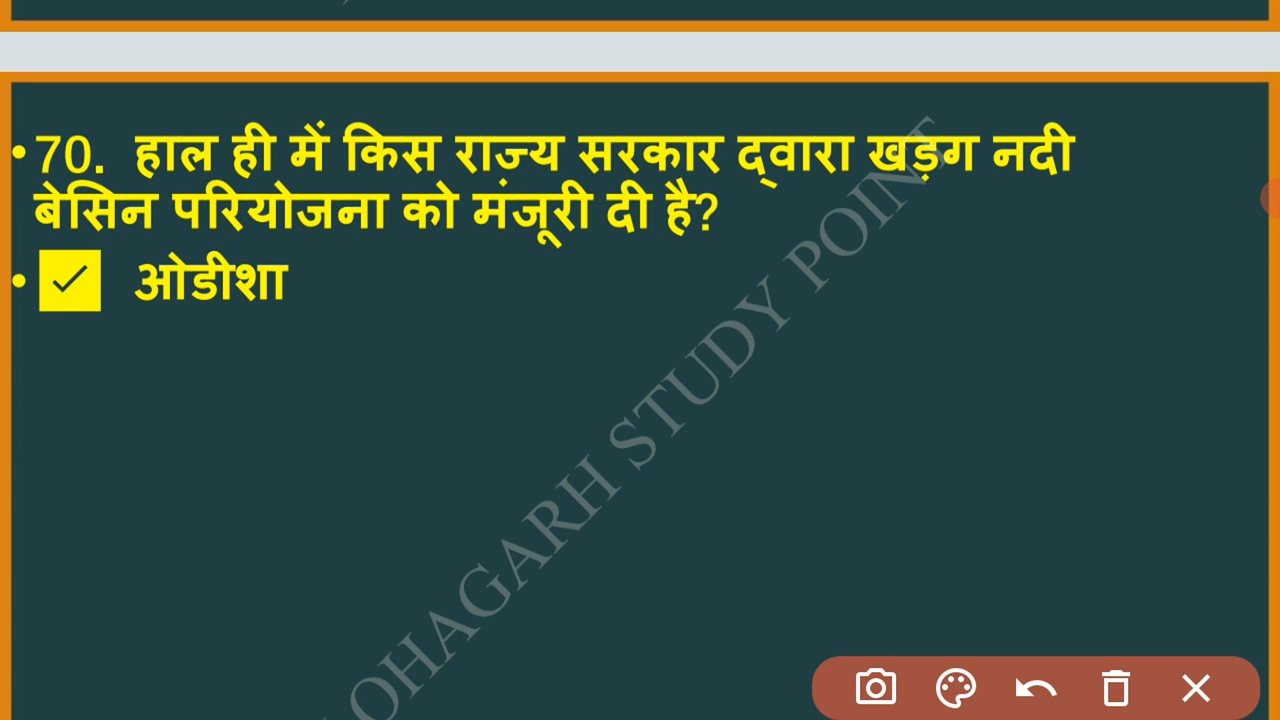 •70. हाल ही में किस राज्य सरकार द्वारा खड़ग नदी
बेसिन परियोजना को मंजूरी दी है?
• ✓ ओडीशा
OHAGARH STUDY POINT